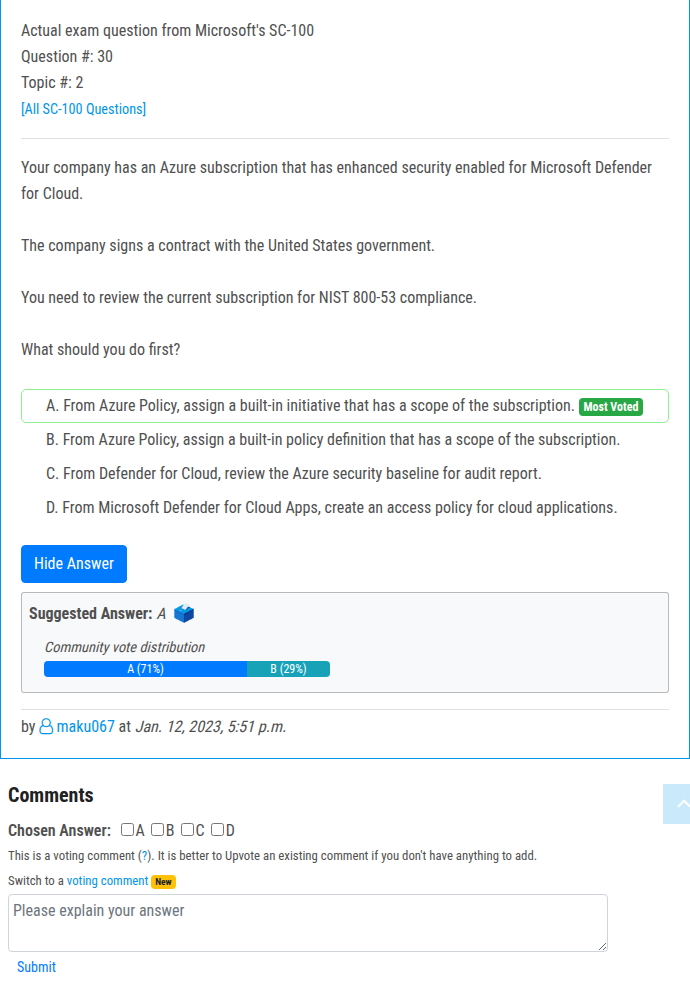 Actual exam question from Microsoft's SC-100
Question #: 30
Topic #: 2
[All SC-100 Questions]
Your company has an Azure subscription that has enhanced security enabled for Microsoft Defender
for Cloud.
The company signs a contract with the United States government.
You need to review the current subscription for NIST 800-53 compliance.
What should you do first?
A. From Azure Policy, assign a built-in initiative that has a scope of the subscription. Most Voted
B. From Azure Policy, assign a built-in policy definition that has a scope of the subscription.
C. From Defender for Cloud, review the Azure security baseline for audit report.
D. From Microsoft Defender for Cloud Apps, create an access policy for cloud applications.
Hide Answer
Suggested Answer: A
Community vote distribution
A (71%) B (29%)
by maku067 at Jan. 12, 2023, 5:51 p.m.
Comments
Chosen Answer: A B C D
This is a voting comment (?). It is better to Upvote an existing comment if you don't have anything to add.
Switch to a voting comment New
Please explain your answer
Submit